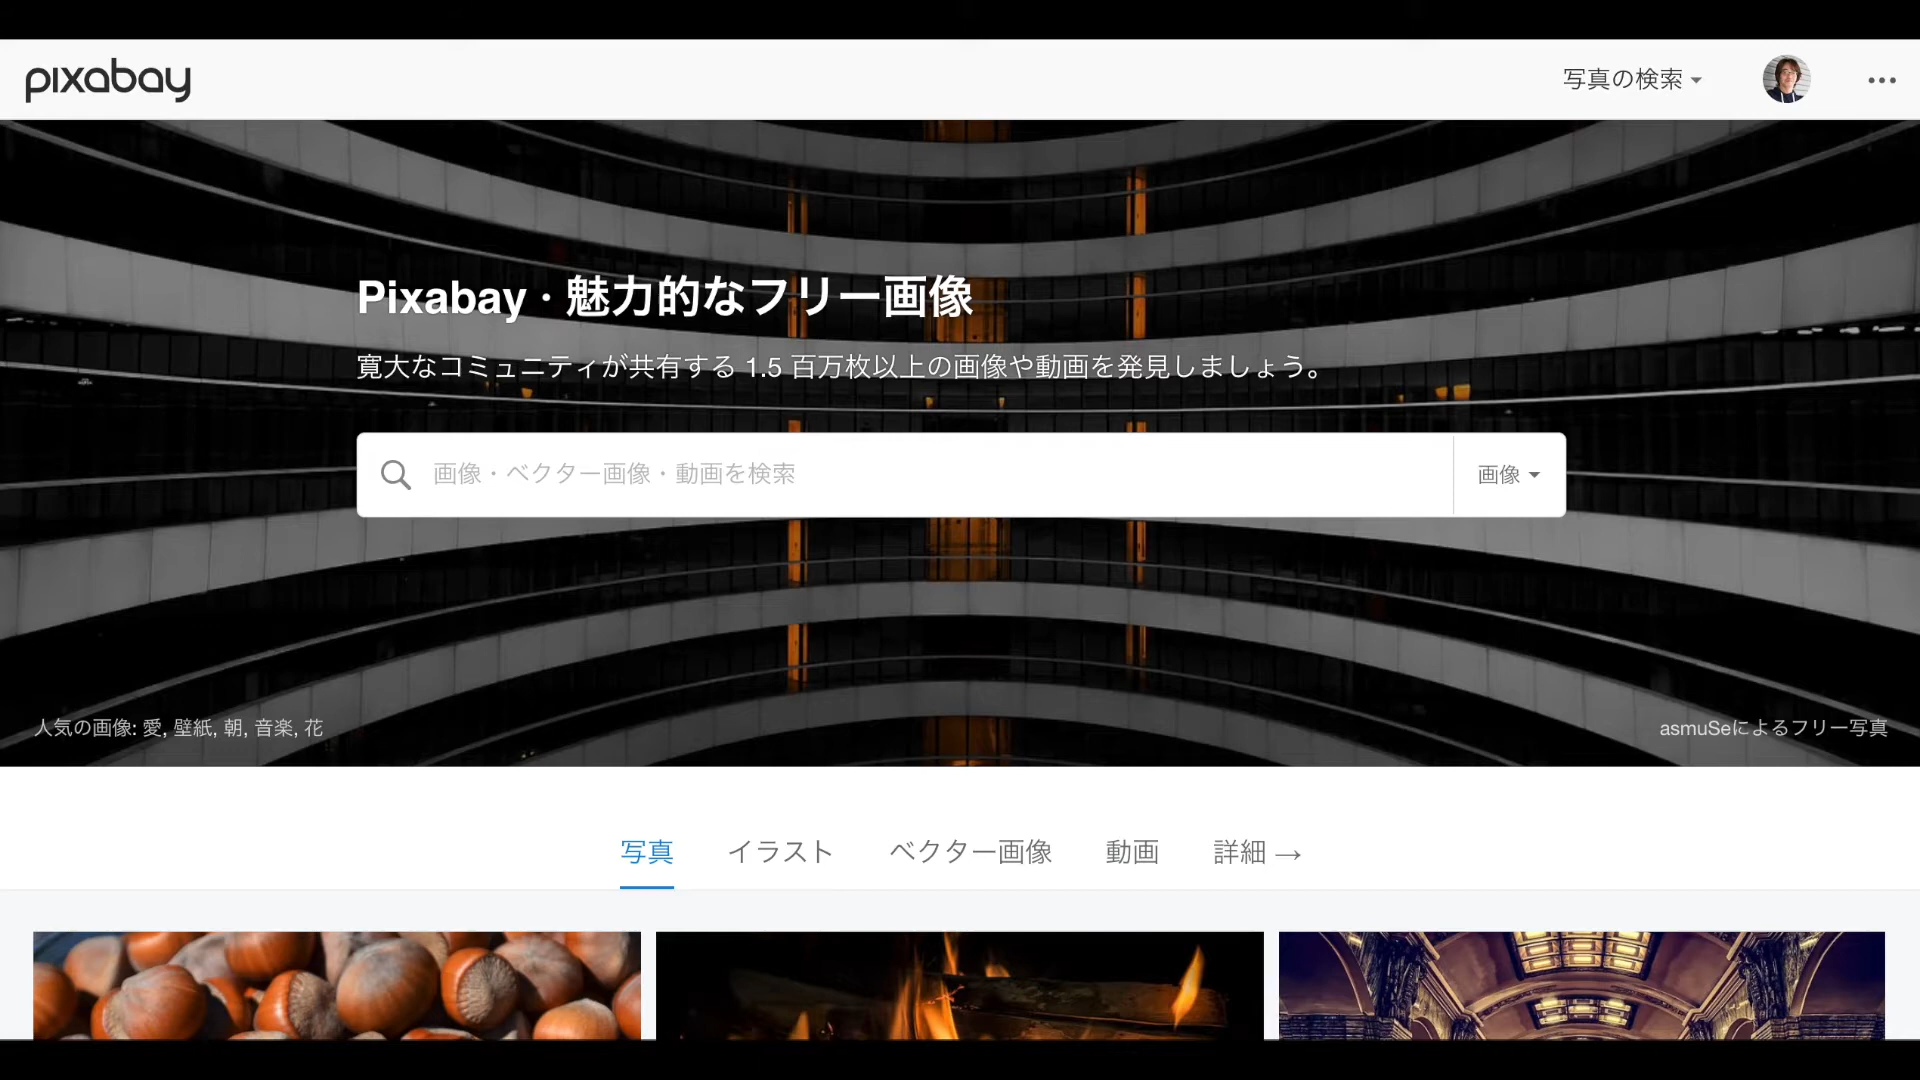 pixabay
写真の検索
Pixabay · 魅力的なフリー画像
寛大なコミュニティが共有する 1.5 百万枚以上の画像や動画を発見しましょう。
画像・ベクター画像・動画を検索
画像
人気の画像: 愛, 壁紙, 朝, 音楽, 花
asmuSeによるフリー写真
写真 イラスト ベクター画像 動画 詳細 →